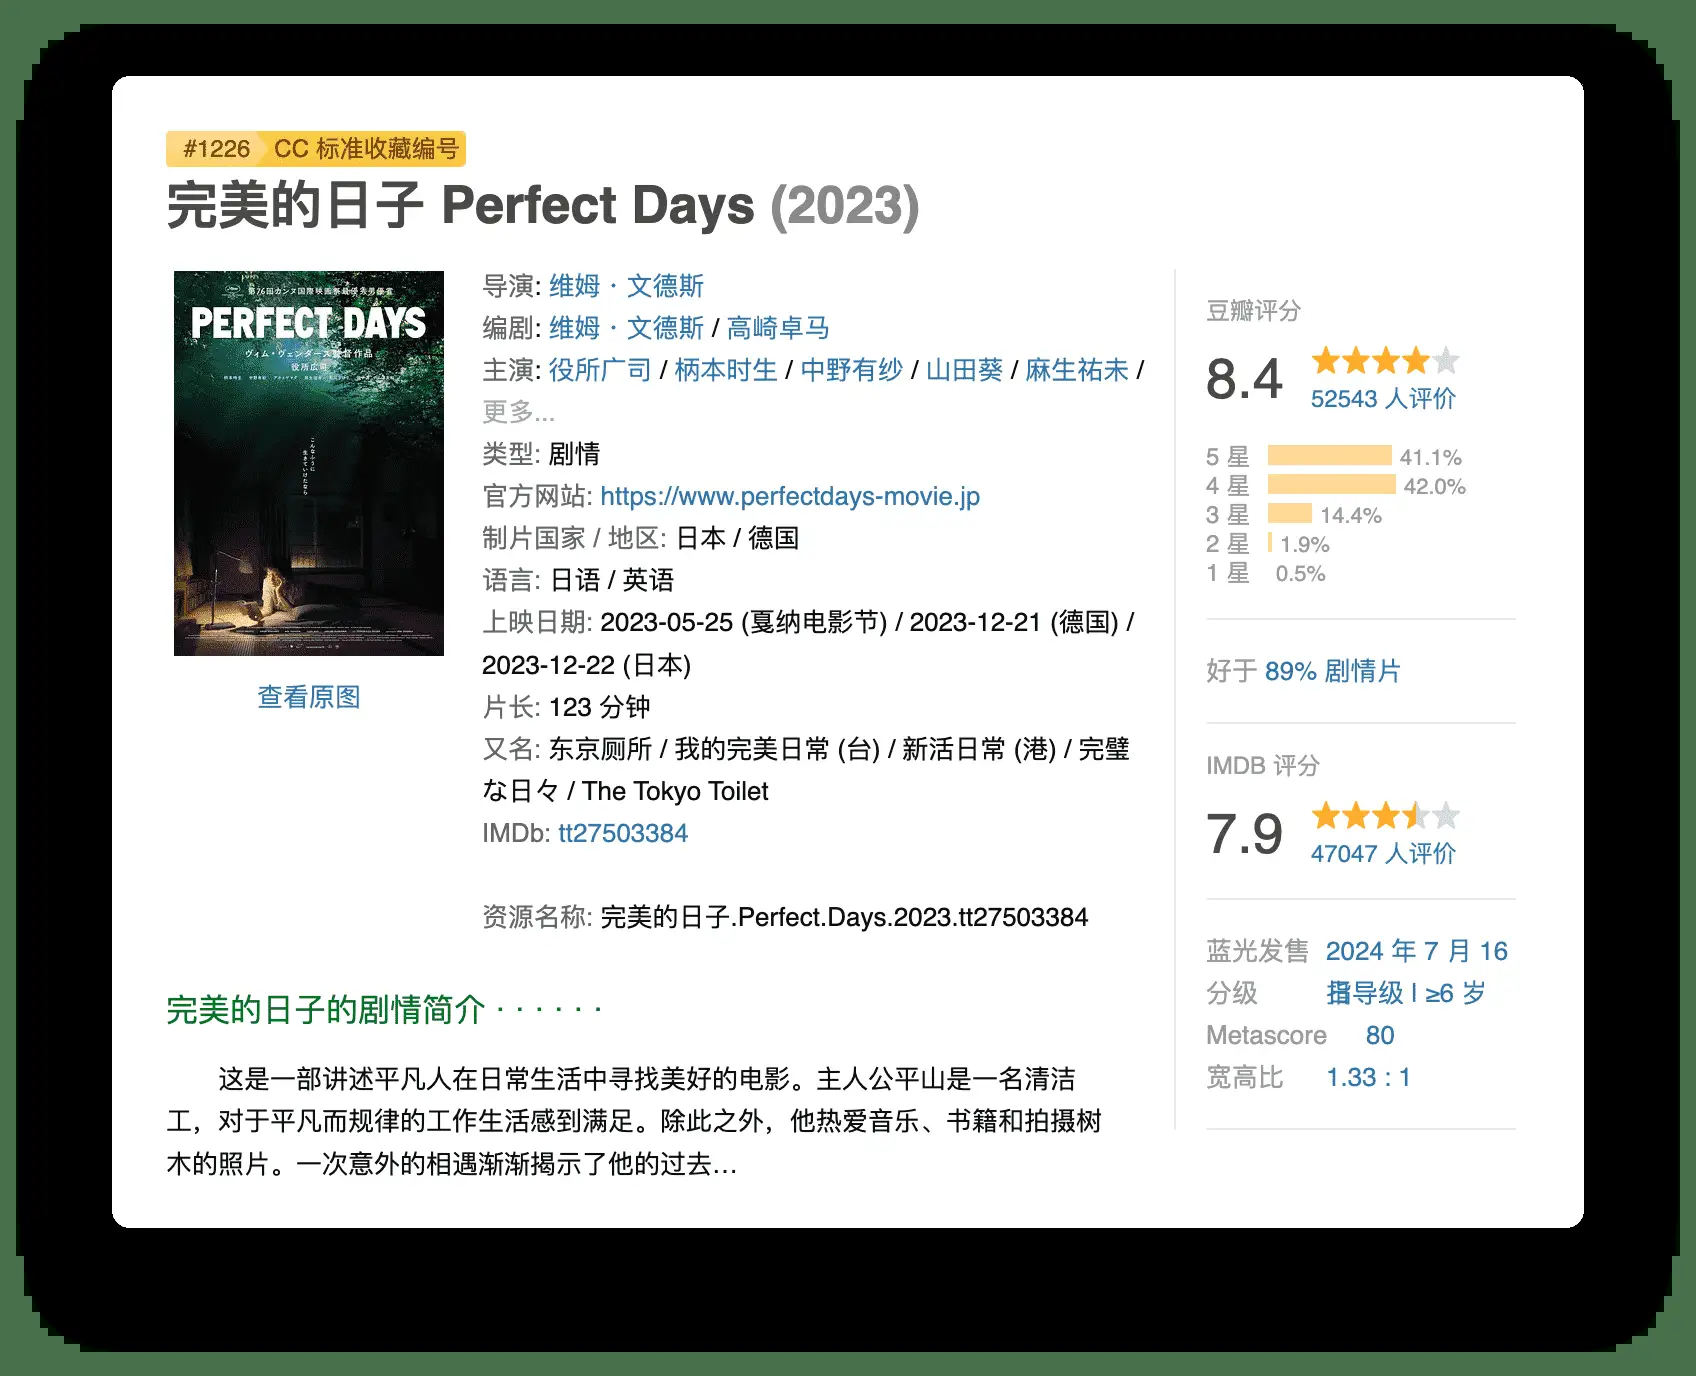 #1226 CC 标准收藏编号
完美的日子 Perfect Days (2023)
第76回カンヌ国際映画祭最優秀男優賞
PERFECT DAYS
ヴィム・ヴェンダース監督作品
役所広司
こんなふうに
生きていけたなら
查看原图
导演: 维姆·文德斯
编剧: 维姆·文德斯 / 高崎卓马
主演: 役所广司 / 柄本时生 / 中野有纱 / 山田葵 / 麻生祐未 /
更多...
类型: 剧情
官方网站: https://www.perfectdays-movie.jp
制片国家 / 地区: 日本 / 德国
语言: 日语 / 英语
上映日期: 2023-05-25 (戛纳电影节) / 2023-12-21 (德国) /
2023-12-22 (日本)
片长: 123 分钟
又名: 东京厕所 / 我的完美日常 (台) / 新活日常 (港) / 完璧
な日々 / The Tokyo Toilet
IMDb: tt27503384
资源名称: 完美的日子.Perfect.Days.2023.tt27503384
豆瓣评分
8.4
52543 人评价
5 星 41.1%
4 星 42.0%
3 星 14.4%
2 星 1.9%
1 星 0.5%
好于 89% 剧情片
IMDB 评分
7.9
47047 人评价
蓝光发售 2024 年 7 月 16
分级 导级 | ≥6 岁
Metascore 80
宽高比 1.33 : 1
完美的日子的剧情简介 · · · · · ·
这是一部讲述平凡人在日常生活中寻找美好的电影。主人公平山是一名清洁
工，对于平凡而规律的工作生活感到满足。除此之外，他热爱音乐、书籍和拍摄树
木的照片。一次意外的相遇渐渐揭示了他的过去...